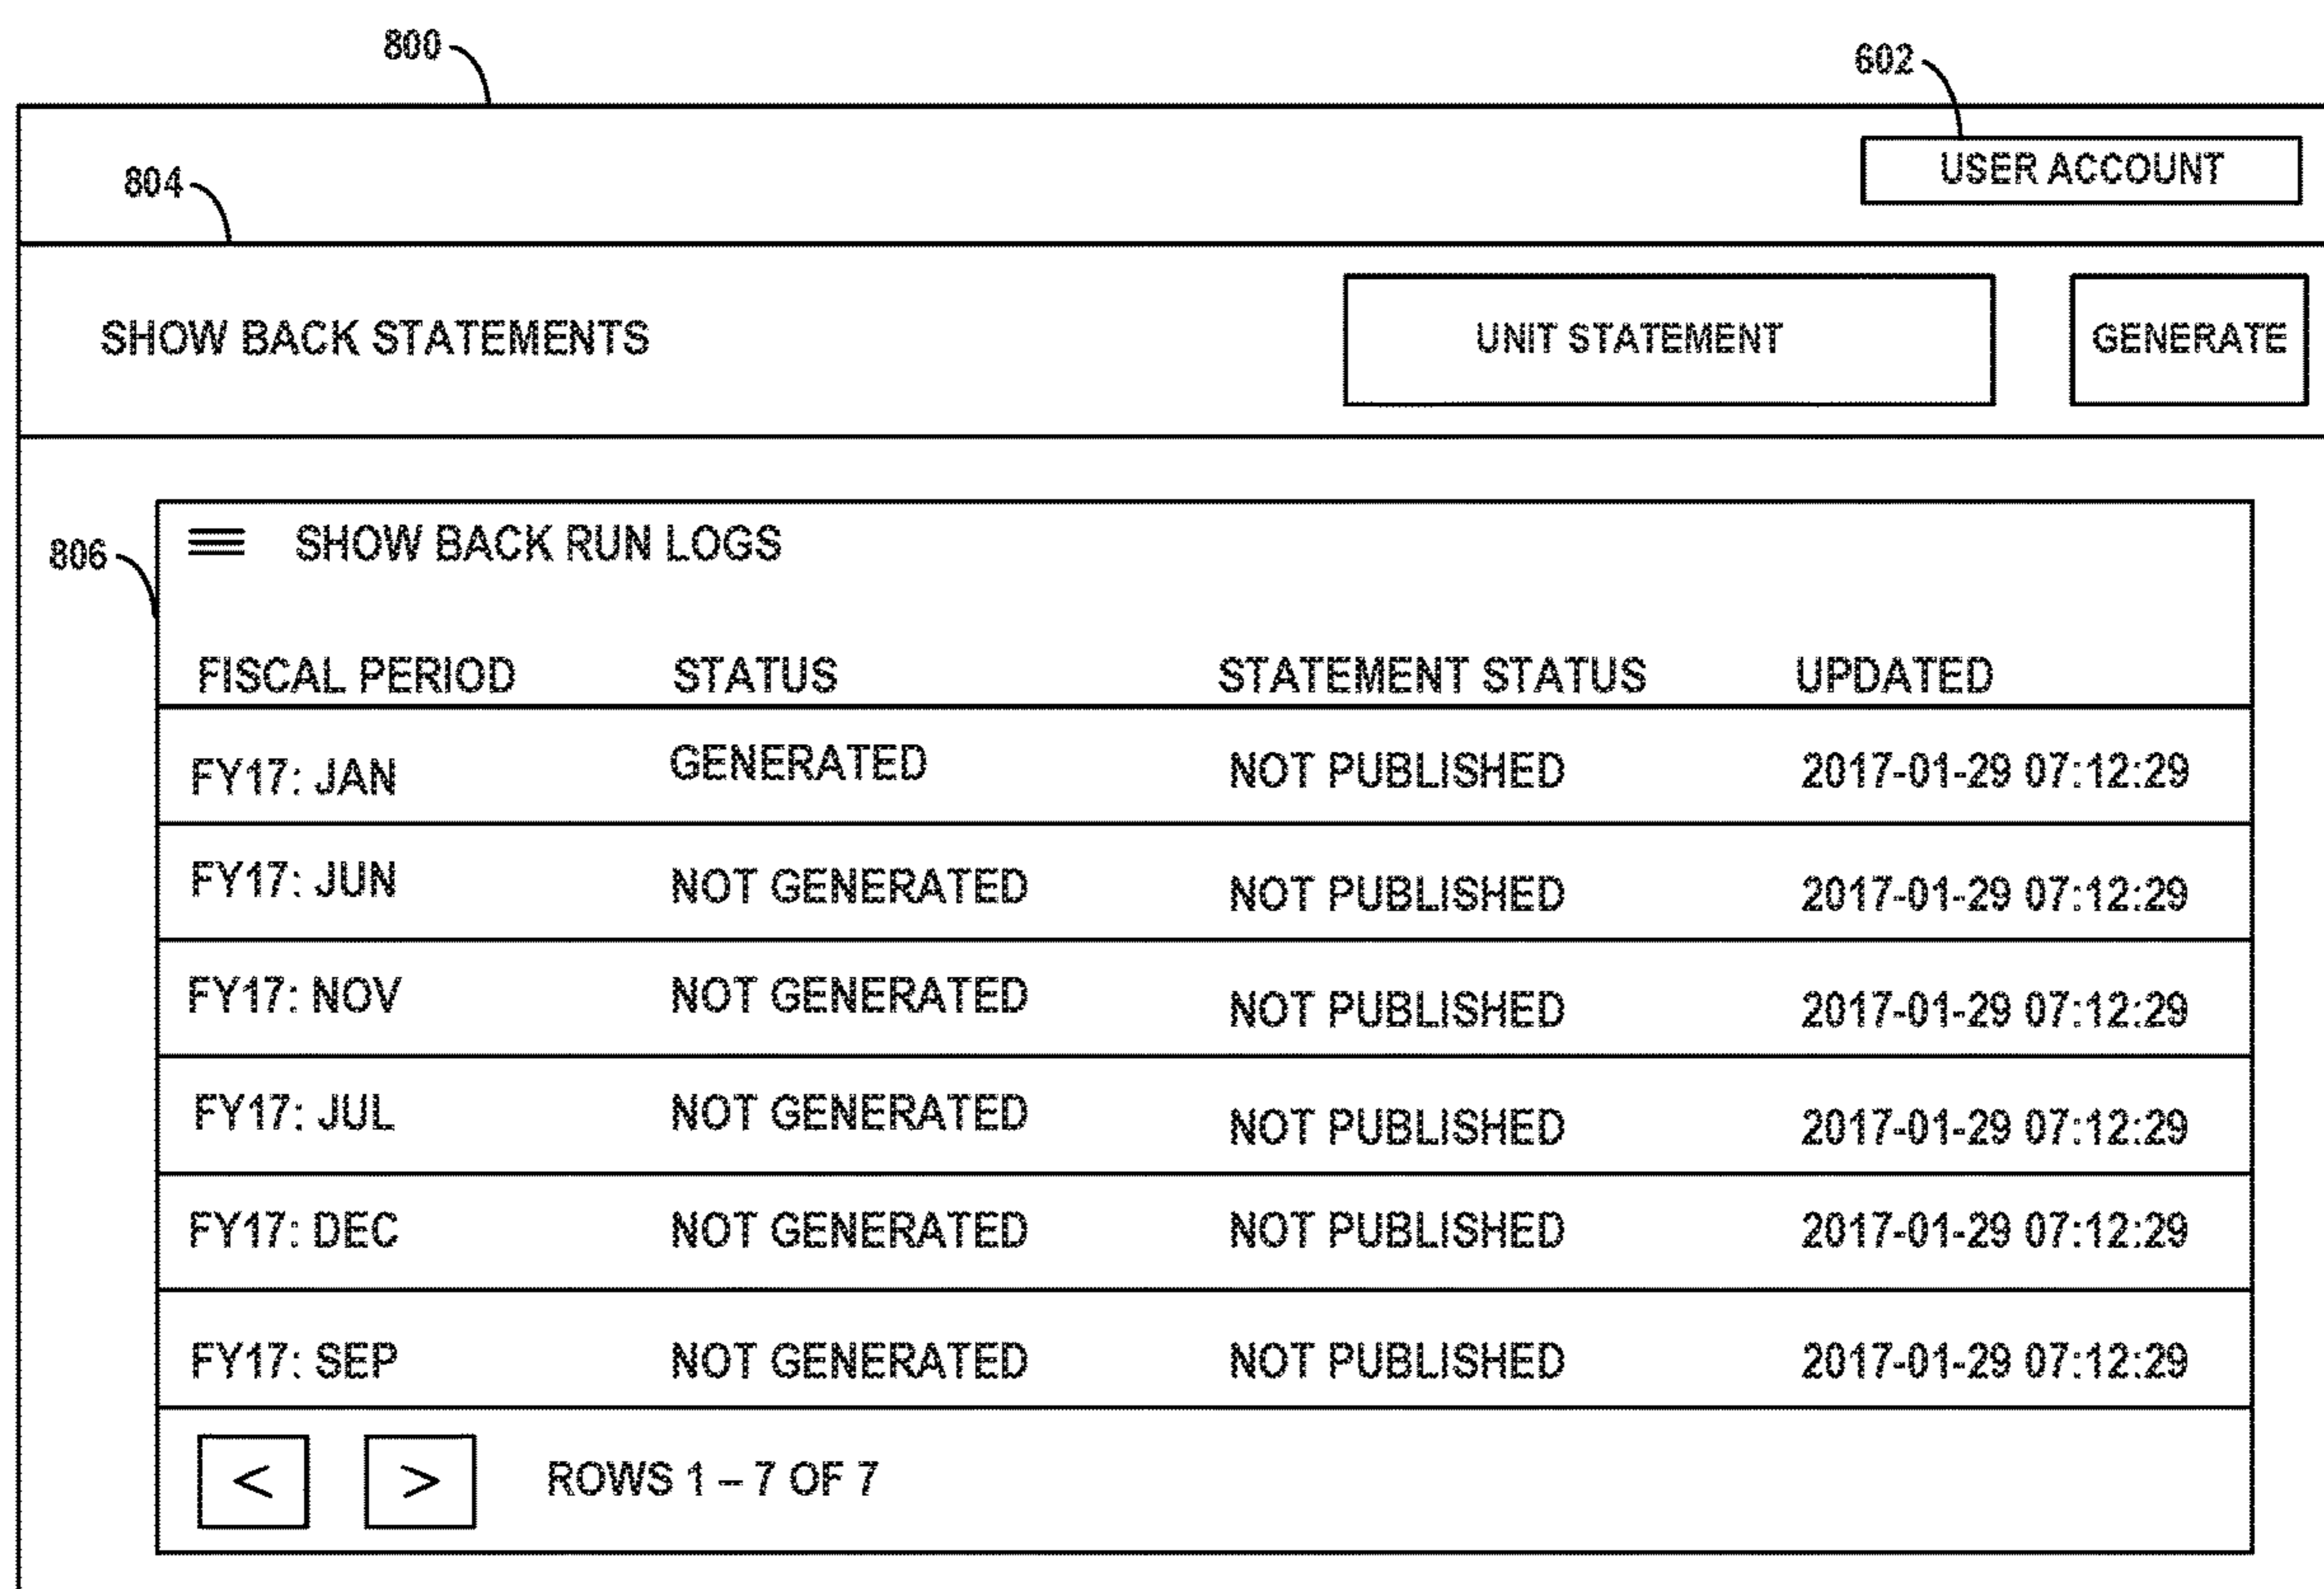 800
602
USER ACCOUNT
804
SHOW BACK STATEMENTS UNIT STATEMENT GENERATE
806
SHOW BACK RUN LOGS
FISCAL PERIOD STATUS STATEMENT STATUS UPDATED
FY17: JAN GENERATED NOT PUBLISHED 2017-01-29 07:12:29
FY17: JUN NOT GENERATED NOT PUBLISHED 2017-01-29 07:12:29
FY17: NOV NOT GENERATED NOT PUBLISHED 2017-01-29 07:12:29
FY17: JUL NOT GENERATED NOT PUBLISHED 2017-01-29 07:12:29
FY17: DEC NOT GENERATED NOT PUBLISHED 2017-01-29 07:12:29
FY17: SEP NOT GENERATED NOT PUBLISHED 2017-01-29 07:12:29
< > ROWS 1 – 7 OF 7